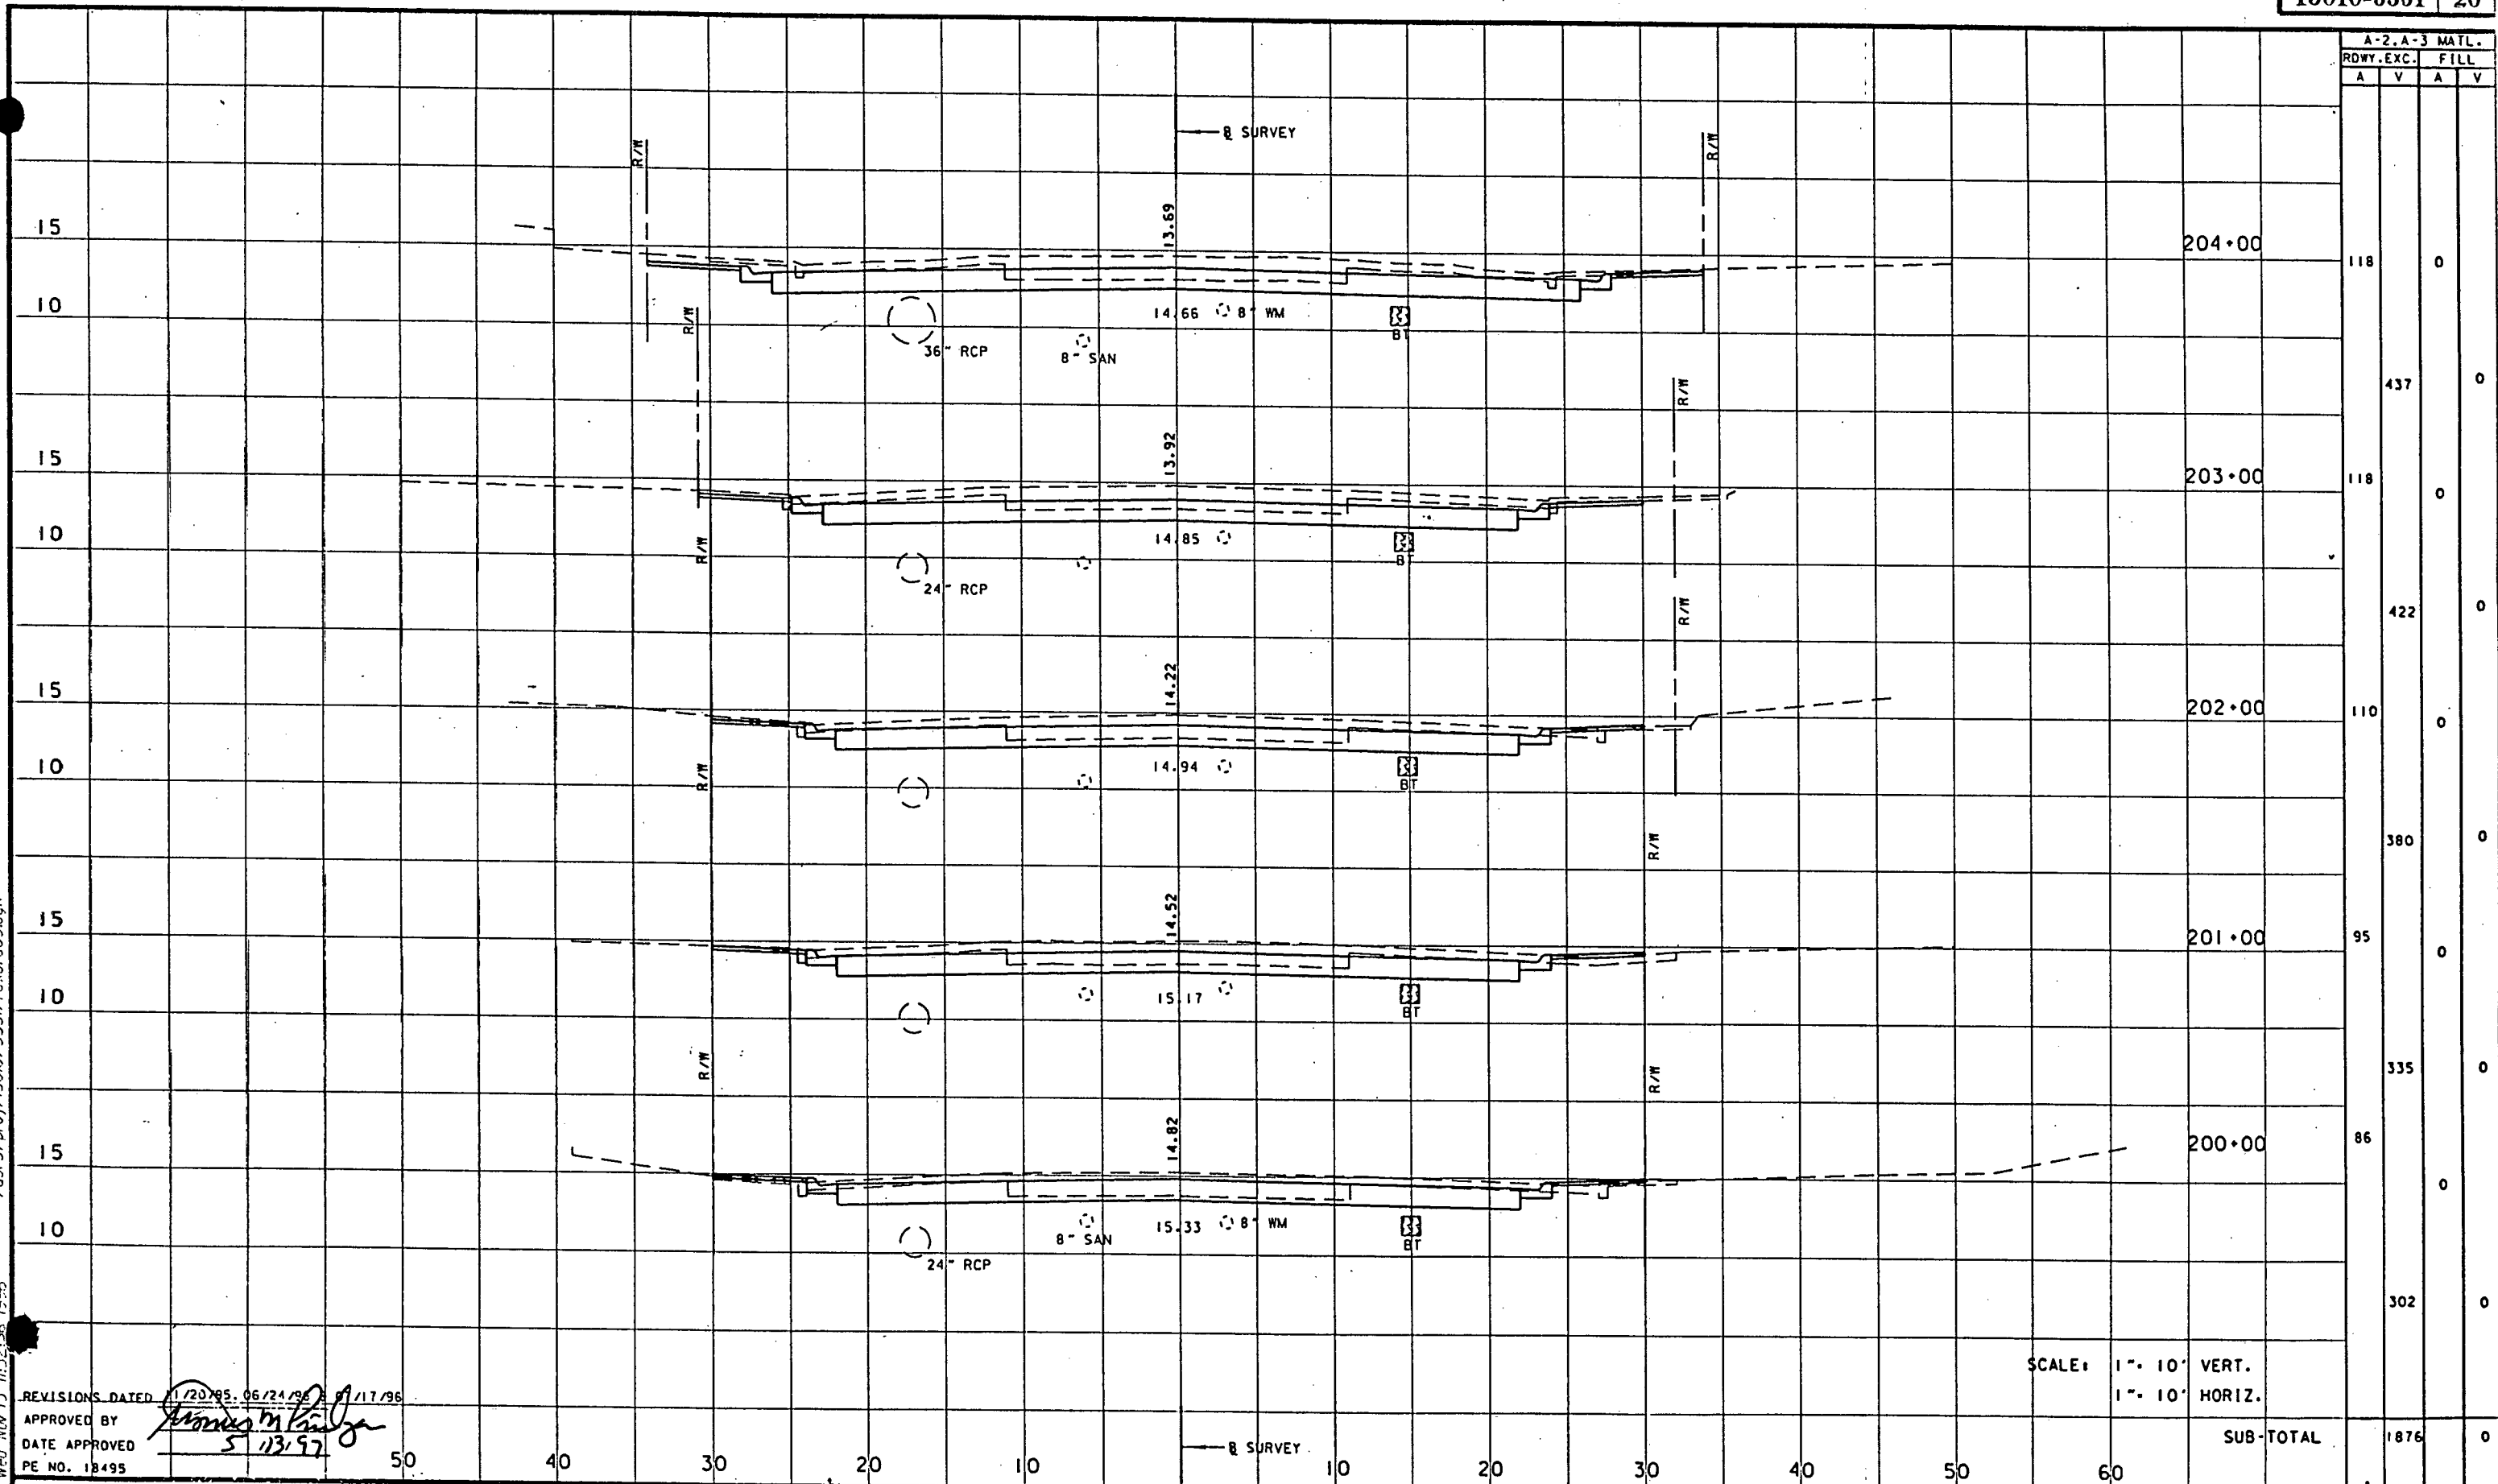 A-2, A-3 MATL.
RDWY. EXC. FILL
A V A V
℄ SURVEY
R/W R/W
13.69
15 204+00
118 0
10 14.66 8" WM
36" RCP 8" SAN BT
R/W
437 0
R/W
13.92
15 203+00
118 0
10 14.85
R/W BT
24" RCP
R/W
422 0
14.22
15 202+00
110 0
10 14.94
R/W BT
R/W
380 0
14.52
15 201+00
95 0
10 15.17
BT
R/W R/W
335 0
14.82
15 200+00
86 0
10 8" SAN 15.33 8" WM
24" RCP BT
302 0
SCALE: 1"= 10' VERT.
1"= 10' HORIZ.
REVISIONS DATED 11/20/95, 06/24/96 /17/96
APPROVED BY
DATE APPROVED 5/13/97
PE NO. 18495
SUB-TOTAL 1876 0
℄ SURVEY
50 40 30 20 10 10 20 30 40 50 60